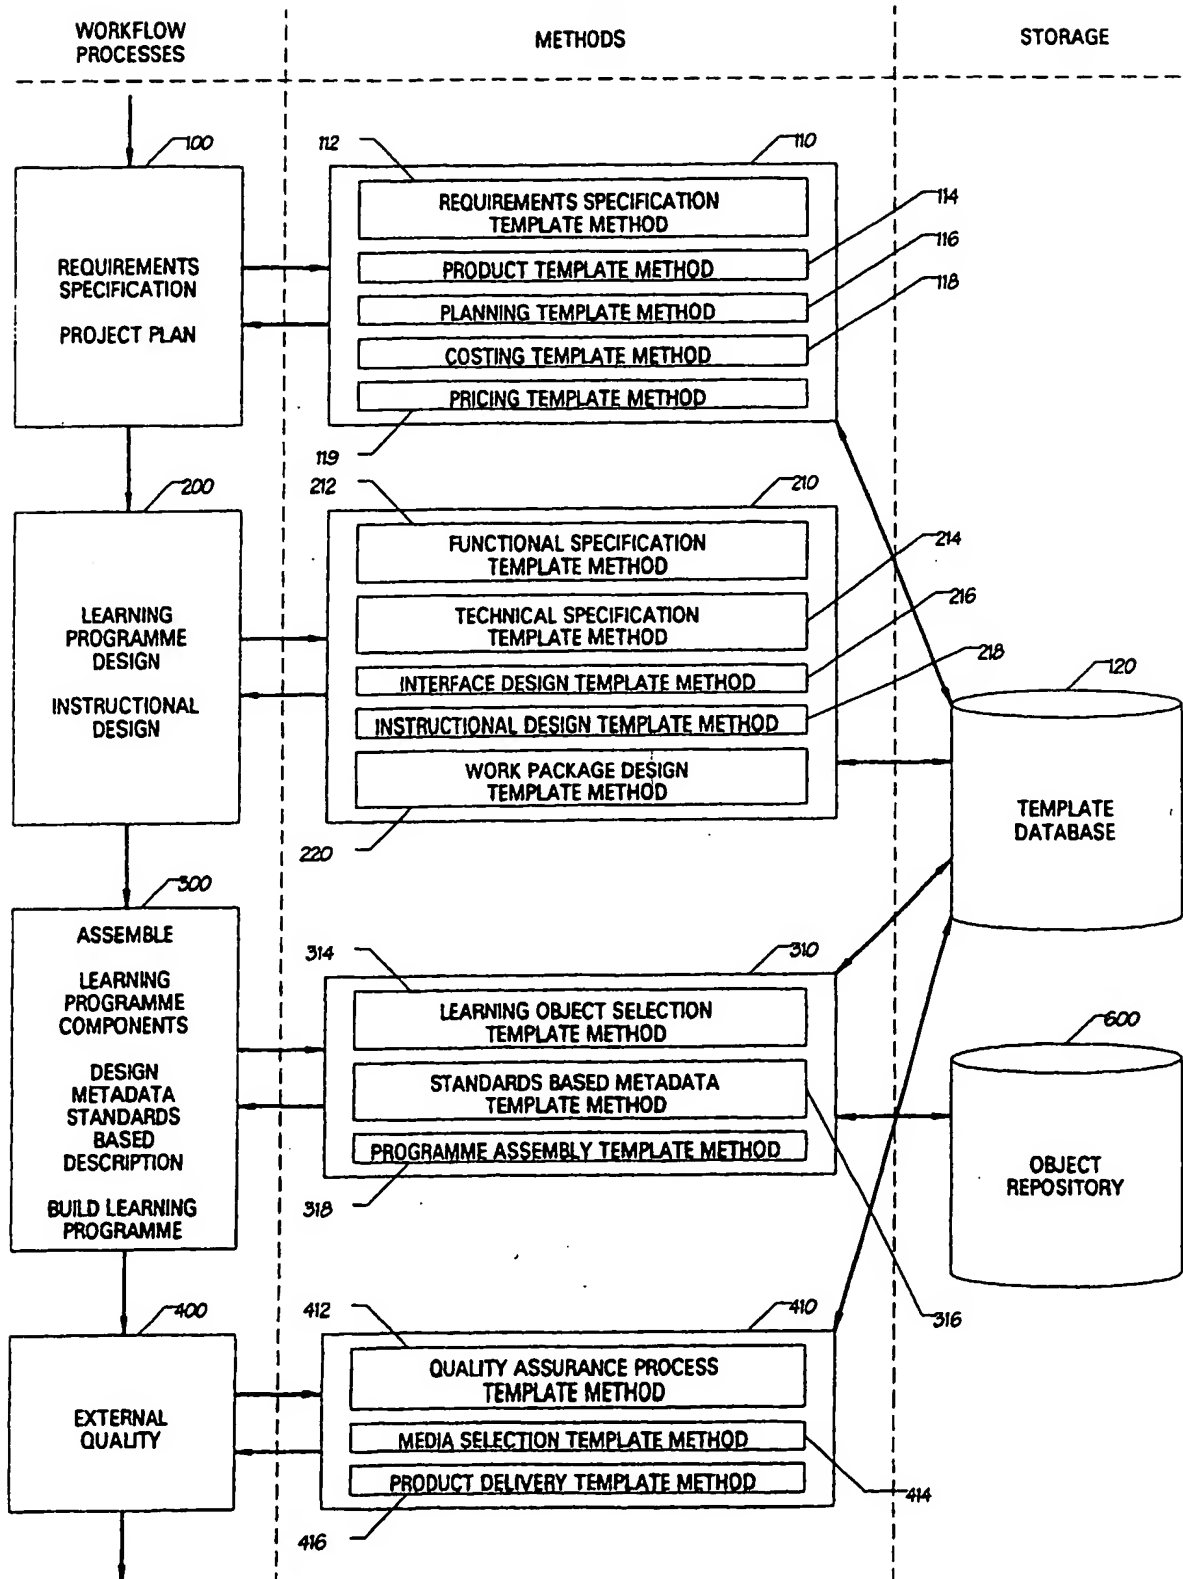 WORKFLOW
PROCESSES
METHODS
STORAGE
100
112
110
REQUIREMENTS
SPECIFICATION
PROJECT PLAN
REQUIREMENTS SPECIFICATION
TEMPLATE METHOD
PRODUCT TEMPLATE METHOD
PLANNING TEMPLATE METHOD
COSTING TEMPLATE METHOD
PRICING TEMPLATE METHOD
114
116
118
119
200
212
210
LEARNING
PROGRAMME
DESIGN
INSTRUCTIONAL
DESIGN
FUNCTIONAL SPECIFICATION
TEMPLATE METHOD
TECHNICAL SPECIFICATION
TEMPLATE METHOD
INTERFACE DESIGN TEMPLATE METHOD
INSTRUCTIONAL DESIGN TEMPLATE METHOD
WORK PACKAGE DESIGN
TEMPLATE METHOD
214
216
218
220
120
TEMPLATE
DATABASE
300
314
310
ASSEMBLE
LEARNING
PROGRAMME
COMPONENTS
DESIGN
METADATA
STANDARDS
BASED
DESCRIPTION
BUILD LEARNING
PROGRAMME
LEARNING OBJECT SELECTION
TEMPLATE METHOD
STANDARDS BASED METADATA
TEMPLATE METHOD
PROGRAMME ASSEMBLY TEMPLATE METHOD
318
316
600
OBJECT
REPOSITORY
400
412
410
EXTERNAL
QUALITY
QUALITY ASSURANCE PROCESS
TEMPLATE METHOD
MEDIA SELECTION TEMPLATE METHOD
PRODUCT DELIVERY TEMPLATE METHOD
414
416